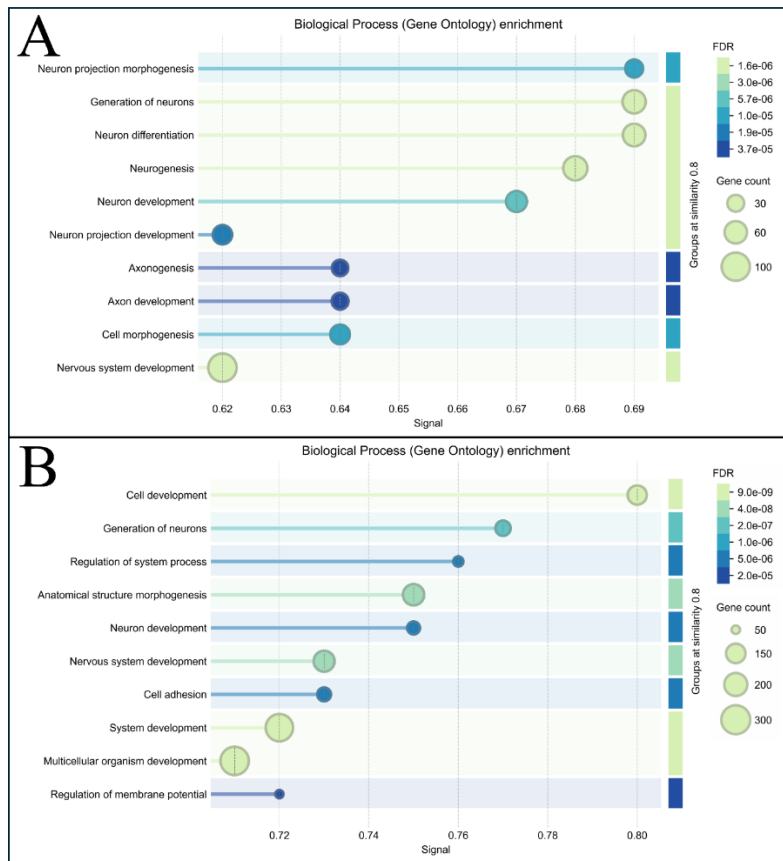 A
Biological Process (Gene Ontology) enrichment
Neuron projection morphogenesis
Generation of neurons
Neuron differentiation
Neurogenesis
Neuron development
Neuron projection development
Axonogenesis
Axon development
Cell morphogenesis
Nervous system development
0.62 0.63 0.64 0.65 0.66 0.67 0.68 0.69
Signal
Groups at similarity 0.8
FDR
1.6e-06
3.0e-06
5.7e-06
1.0e-05
1.9e-05
3.7e-05
Gene count
30
60
100
B
Biological Process (Gene Ontology) enrichment
Cell development
Generation of neurons
Regulation of system process
Anatomical structure morphogenesis
Neuron development
Nervous system development
Cell adhesion
System development
Multicellular organism development
Regulation of membrane potential
0.72 0.74 0.76 0.78 0.80
Signal
Groups at similarity 0.8
FDR
9.0e-09
4.0e-08
2.0e-07
1.0e-06
5.0e-06
2.0e-05
Gene count
50
150
200
300